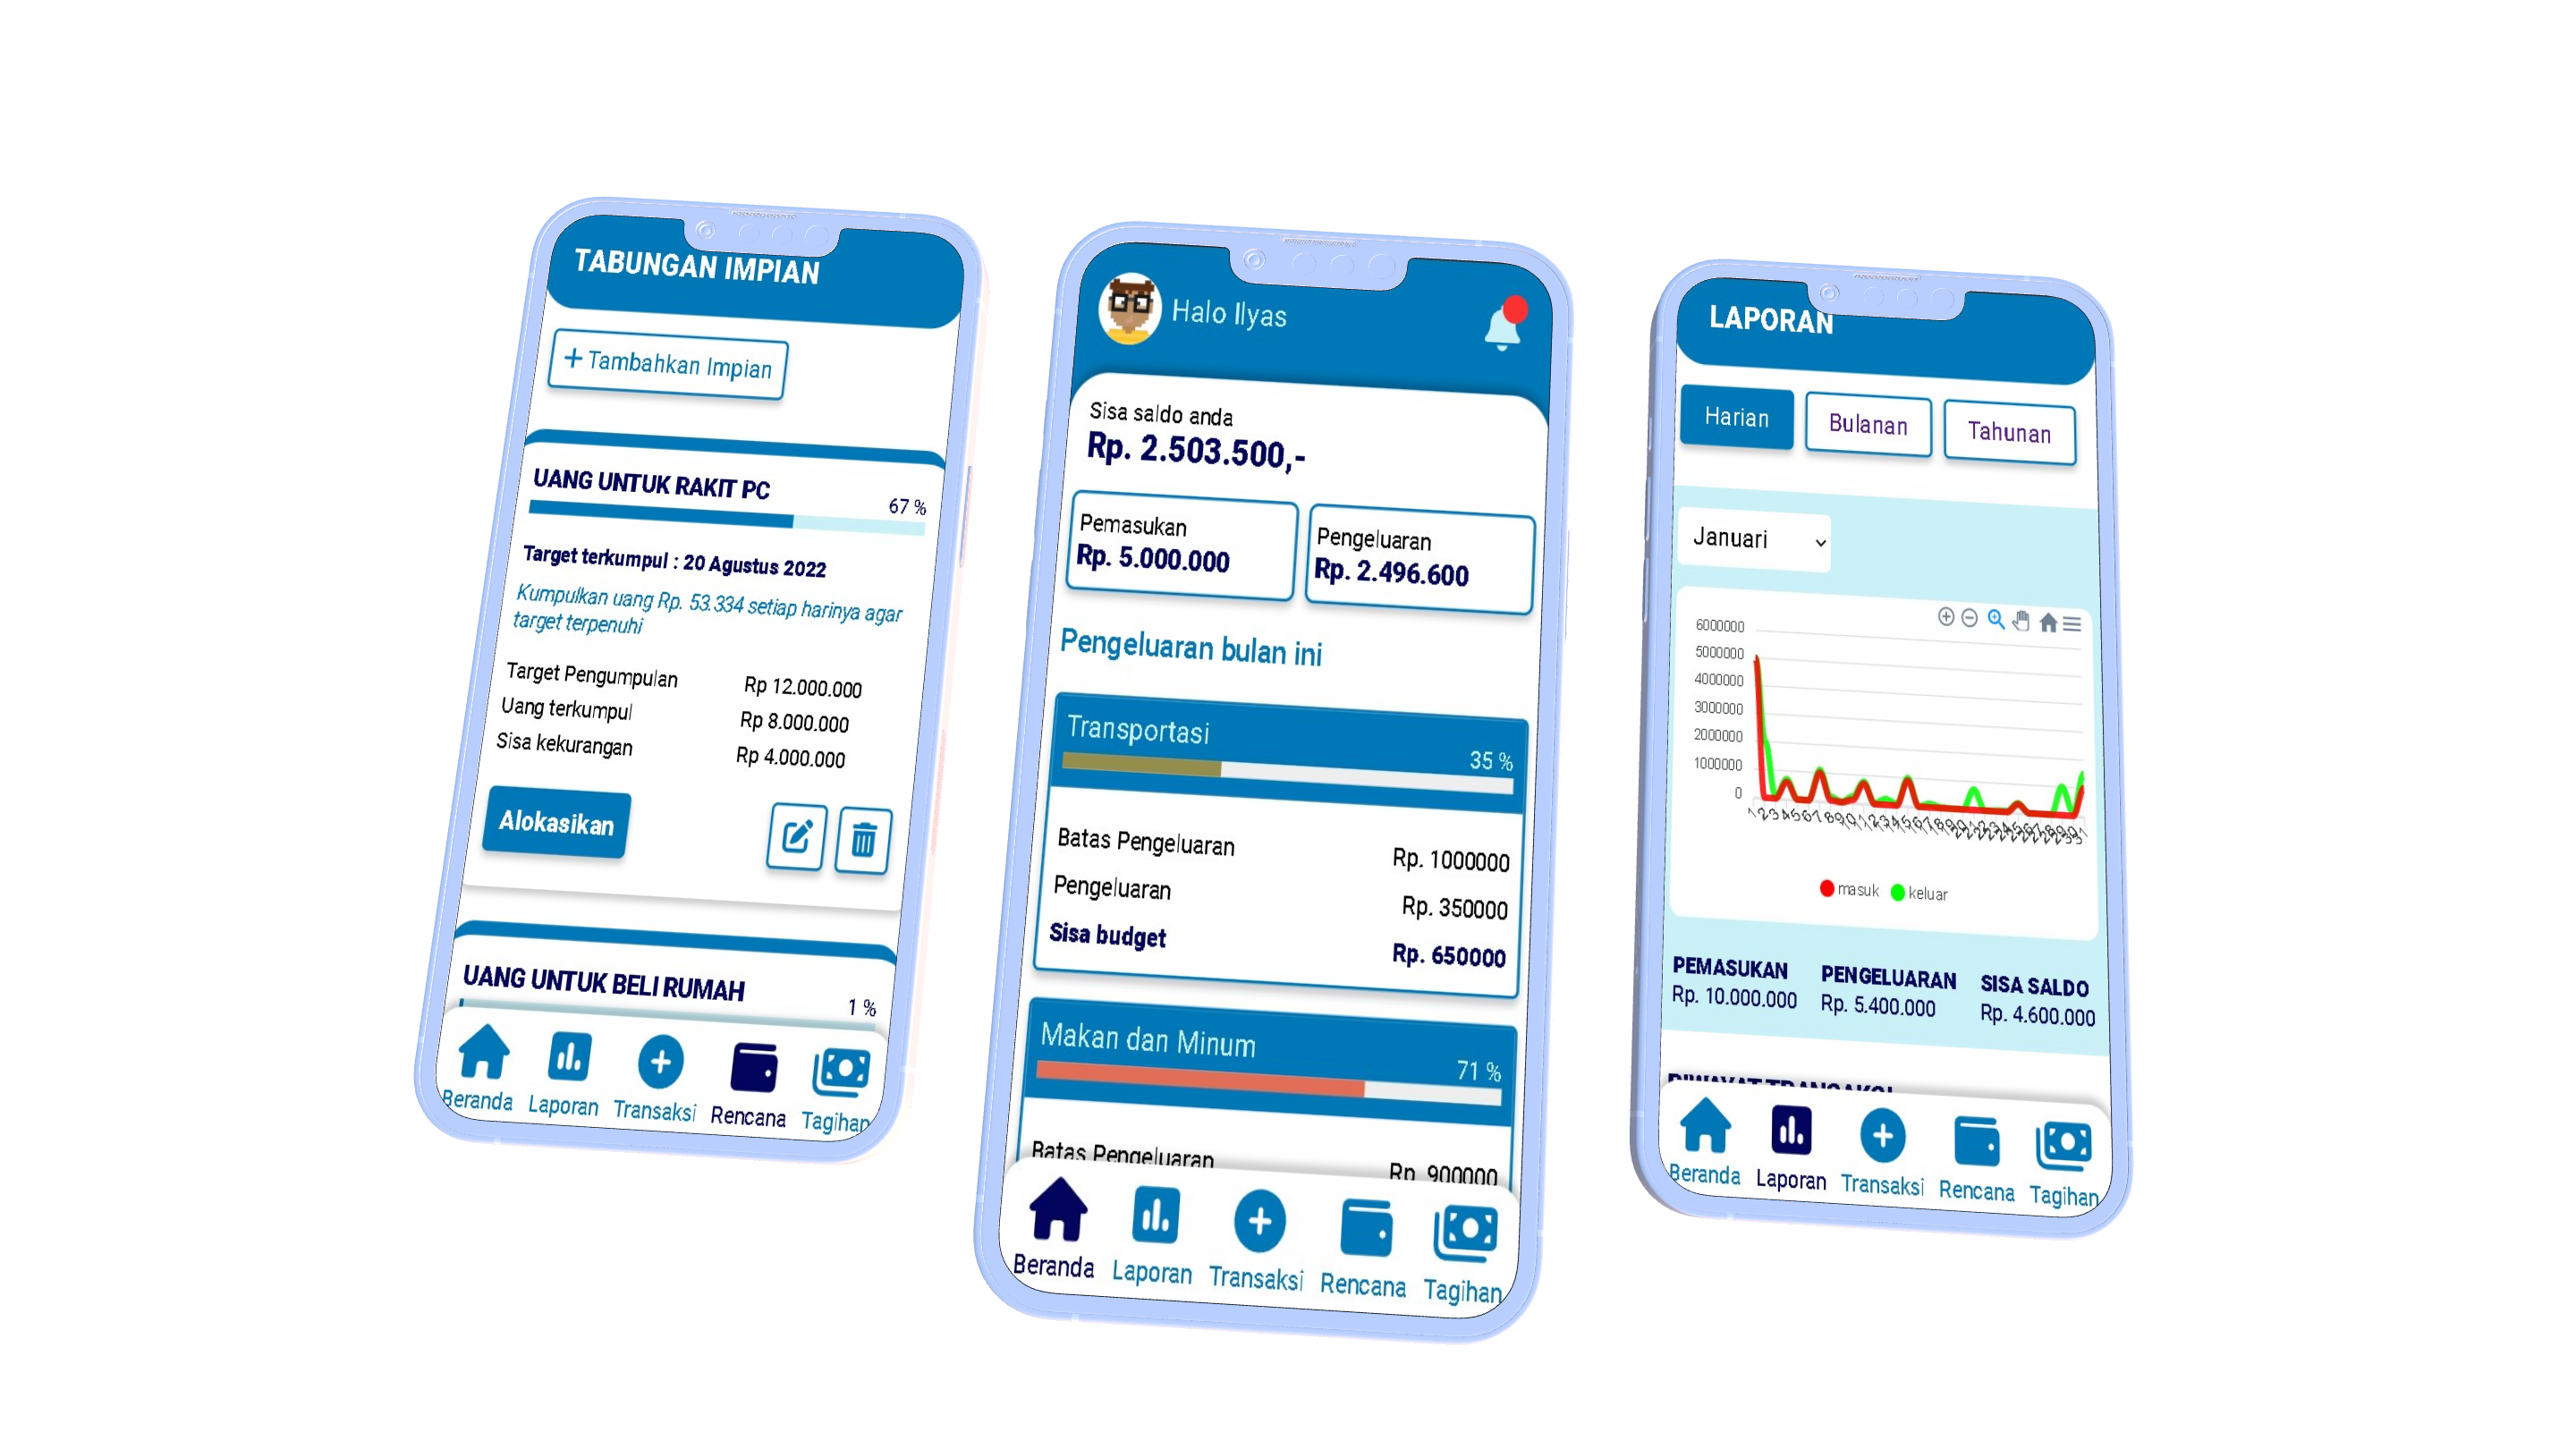 TABUNGAN IMPIAN
+ Tambahkan Impian
UANG UNTUK RAKIT PC
67 %
Target terkumpul : 20 Agustus 2022
Kumpulkan uang Rp. 53.334 setiap harinya agar
target terpenuhi
Target Pengumpulan Rp 12.000.000
Uang terkumpul Rp 8.000.000
Sisa kekurangan Rp 4.000.000
Alokasikan
UANG UNTUK BELI RUMAH
1 %
Beranda Laporan Transaksi Rencana Tagihan
Halo Ilyas
Sisa saldo anda
Rp. 2.503.500,-
Pemasukan
Rp. 5.000.000
Pengeluaran
Rp. 2.496.600
Pengeluaran bulan ini
Transportasi
35 %
Batas Pengeluaran Rp. 1000000
Pengeluaran Rp. 350000
Sisa budget Rp. 650000
Makan dan Minum
71 %
Batas Pengeluaran Rp. 900000
Beranda Laporan Transaksi Rencana Tagihan
LAPORAN
Harian Bulanan Tahunan
Januari
6000000
5000000
4000000
3000000
2000000
1000000
0
1 2 3 4 5 6 7 8 9 10 11 12 13 14 15 16 17 18 19 20 21 22 23 24 25 26 27 28 29 30 31
masuk keluar
PEMASUKAN PENGELUARAN SISA SALDO
Rp. 10.000.000 Rp. 5.400.000 Rp. 4.600.000
RIWAYAT TRANSAKSI
Beranda Laporan Transaksi Rencana Tagihan